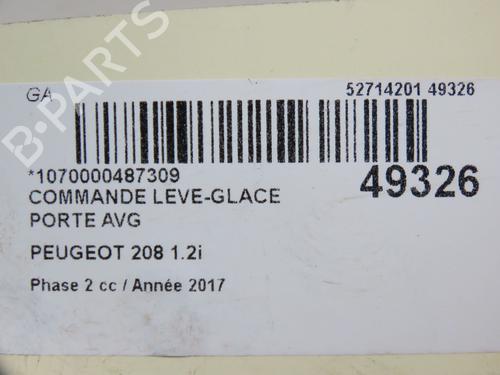 GA
52714201 49326
*1070000487309
49326
COMMANDE LEVE-GLACE
PORTE AVG
PEUGEOT 208 1.2i
Phase 2 cc / Année 2017
B-PARTS